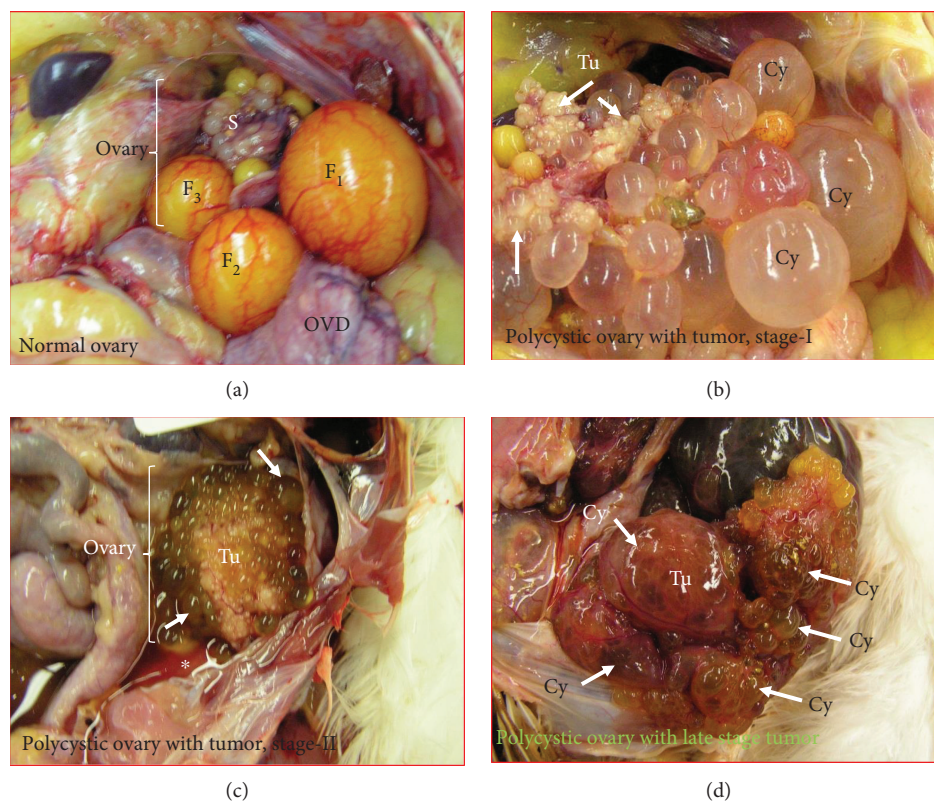 Ovary
S
F1
F3
F2
OVD
Normal ovary
(a)
Tu
Cy
Cy
Cy
Polycystic ovary with tumor, stage-I
(b)
Ovary
Tu
*
Polycystic ovary with tumor, stage-II
(c)
Cy
Tu
Cy
Cy
Cy
Cy
Polycystic ovary with late stage tumor
(d)